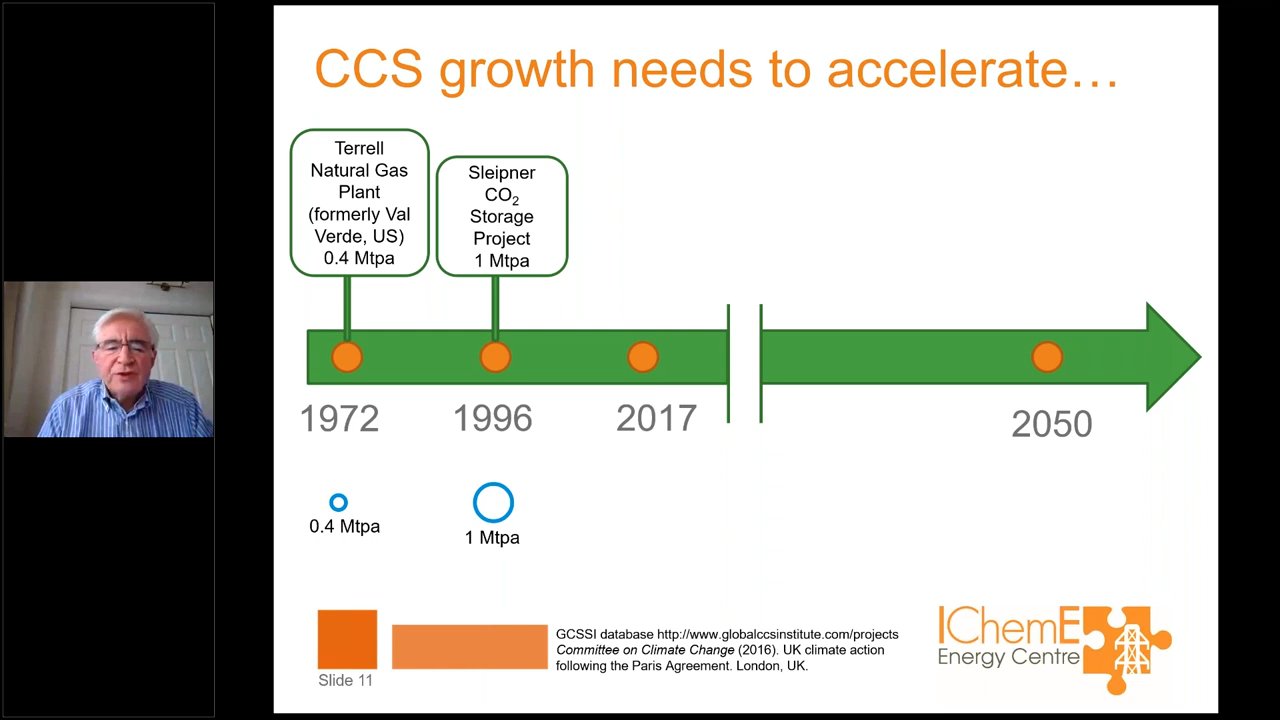 CCS growth needs to accelerate…
Terrell
Natural Gas
Plant
(formerly Val
Verde, US)
0.4 Mtpa
Sleipner
CO₂
Storage
Project
1 Mtpa
1972
1996
2017
2050
0.4 Mtpa
1 Mtpa
GCSSI database http://www.globalccsinstitute.com/projects
Committee on Climate Change (2016). UK climate action
following the Paris Agreement. London, UK.
Slide 11
IChemE
Energy Centre